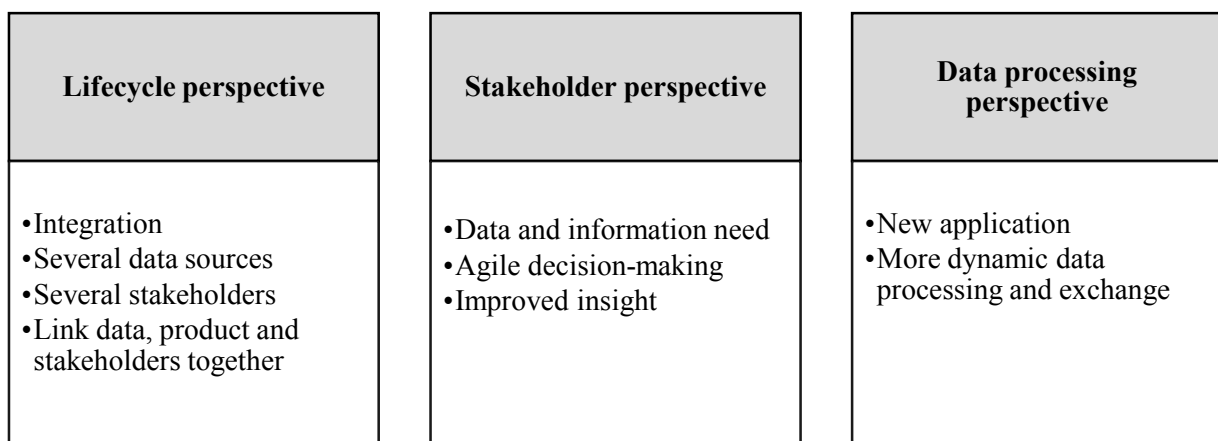 Lifecycle perspective
•Integration
•Several data sources
•Several stakeholders
•Link data, product and
stakeholders together
Stakeholder perspective
•Data and information need
•Agile decision-making
•Improved insight
Data processing
perspective
•New application
•More dynamic data
processing and exchange